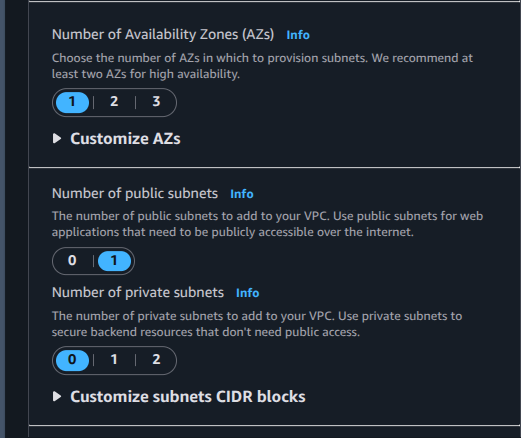 Number of Availability Zones (AZs) Info
Choose the number of AZs in which to provision subnets. We recommend at
least two AZs for high availability.
1 | 2 | 3
▶ Customize AZs
Number of public subnets Info
The number of public subnets to add to your VPC. Use public subnets for web
applications that need to be publicly accessible over the internet.
0 | 1
Number of private subnets Info
The number of private subnets to add to your VPC. Use private subnets to
secure backend resources that don't need public access.
0 | 1 | 2
▶ Customize subnets CIDR blocks